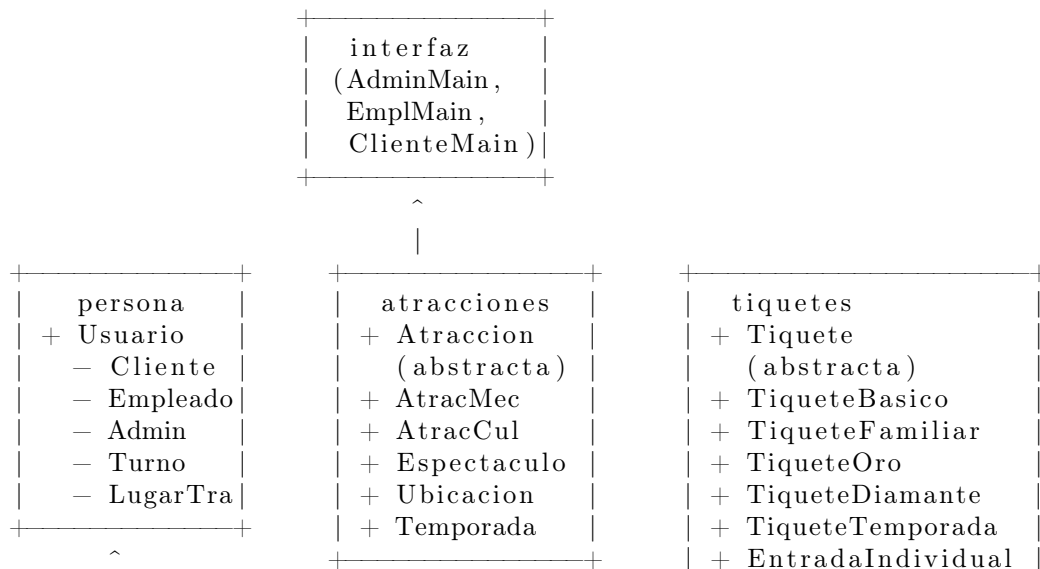 interfaz
(AdminMain,
EmplMain,
ClienteMain)
^
|
persona
+ Usuario
− Cliente
− Empleado
− Admin
− Turno
− LugarTra
^
atracciones
+ Atraccion
(abstracta)
+ AtracMec
+ AtracCul
+ Espectaculo
+ Ubicacion
+ Temporada
tiquetes
+ Tiquete
(abstracta)
+ TiqueteBasico
+ TiqueteFamiliar
+ TiqueteOro
+ TiqueteDiamante
+ TiqueteTemporada
+ EntradaIndividual